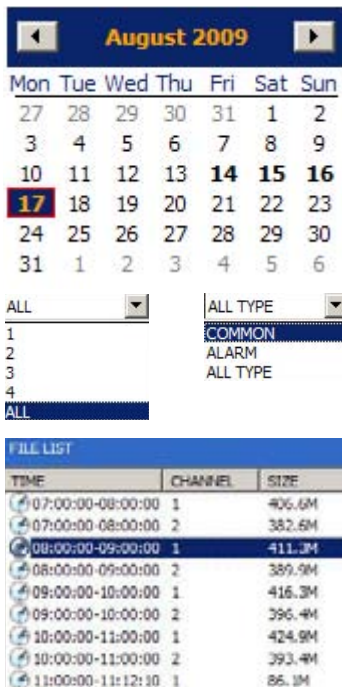 August 2009
Mon Tue Wed Thu Fri Sat Sun
27 28 29 30 31 1 2
3 4 5 6 7 8 9
10 11 12 13 14 15 16
17 18 19 20 21 22 23
24 25 26 27 28 29 30
31 1 2 3 4 5 6
ALL
1
2
3
4
ALL
ALL TYPE
COMMON
ALARM
ALL TYPE
FILE LIST
TIME CHANNEL SIZE
07:00:00-08:00:00 1 406.6M
07:00:00-08:00:00 2 382.6M
08:00:00-09:00:00 1 411.3M
08:00:00-09:00:00 2 389.9M
09:00:00-10:00:00 1 416.3M
09:00:00-10:00:00 2 396.4M
10:00:00-11:00:00 1 424.9M
10:00:00-11:00:00 2 393.4M
11:00:00-11:12:10 1 86.1M